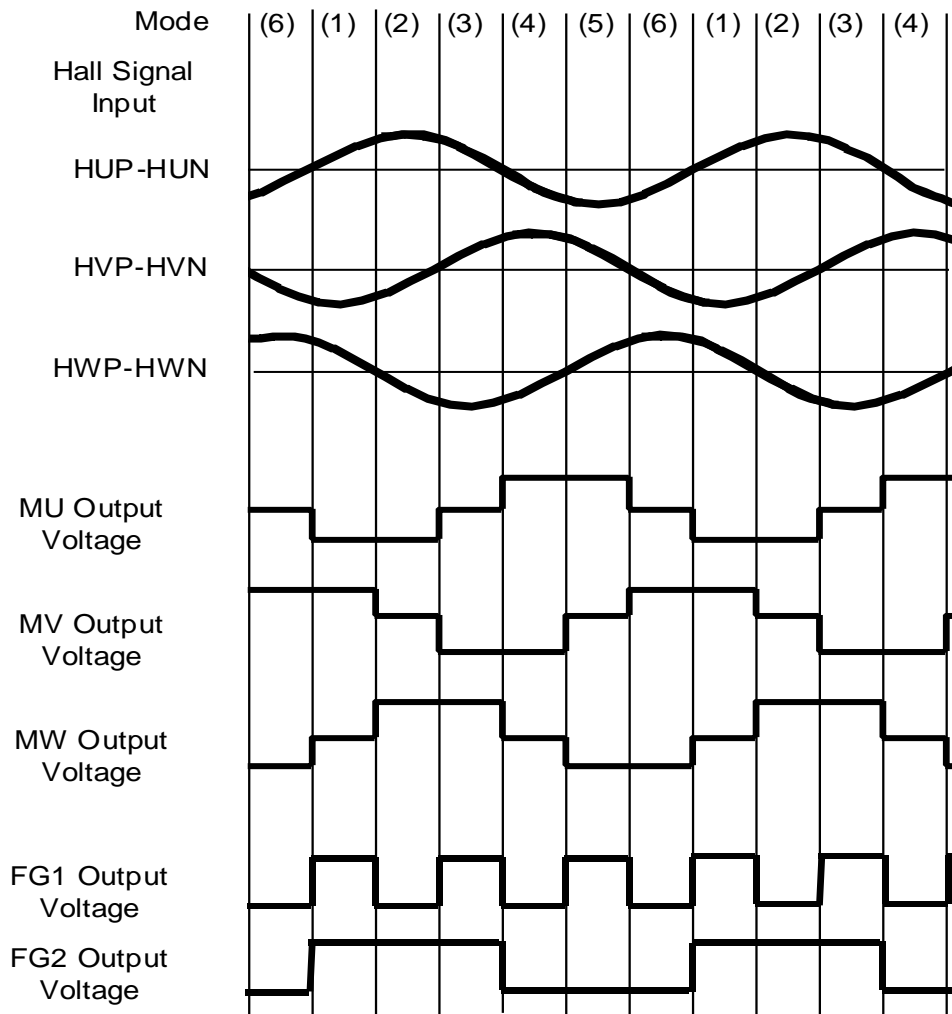 Mode (6) (1) (2) (3) (4) (5) (6) (1) (2) (3) (4)
Hall Signal
Input
HUP-HUN
HVP-HVN
HWP-HWN
MU Output
Voltage
MV Output
Voltage
MW Output
Voltage
FG1 Output
Voltage
FG2 Output
Voltage